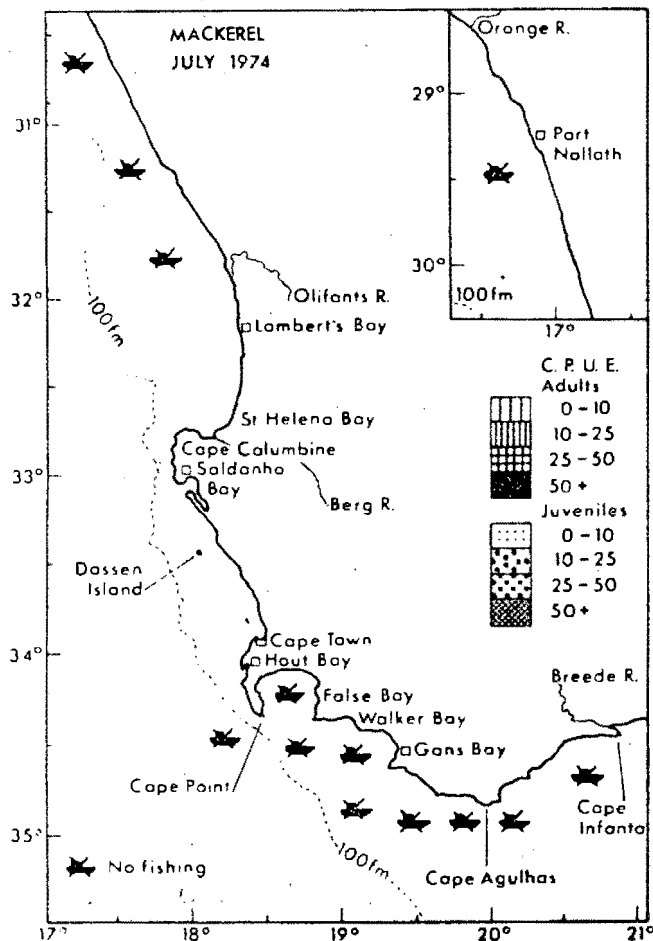 MACKEREL
JULY 1974
Orange R.
29°
Port
Nollath
30°
100fm
17°
31°
32°
33°
34°
35°
Olifants R.
Lambert's Bay
100fm
St Helena Bay
Cape Columbine
Saldanha
Bay
Berg R.
Dassen
Island
Cape Town
Hout Bay
False Bay
Walker Bay
Gans Bay
Breede R.
Cape Point
Cape
Infanta
Cape Agulhas
100fm
No fishing
C. P. U. E.
Adults
0 - 10
10 - 25
25 - 50
50 +
Juveniles
0 - 10
10 - 25
25 - 50
50 +
17°
18°
19°
20°
21°